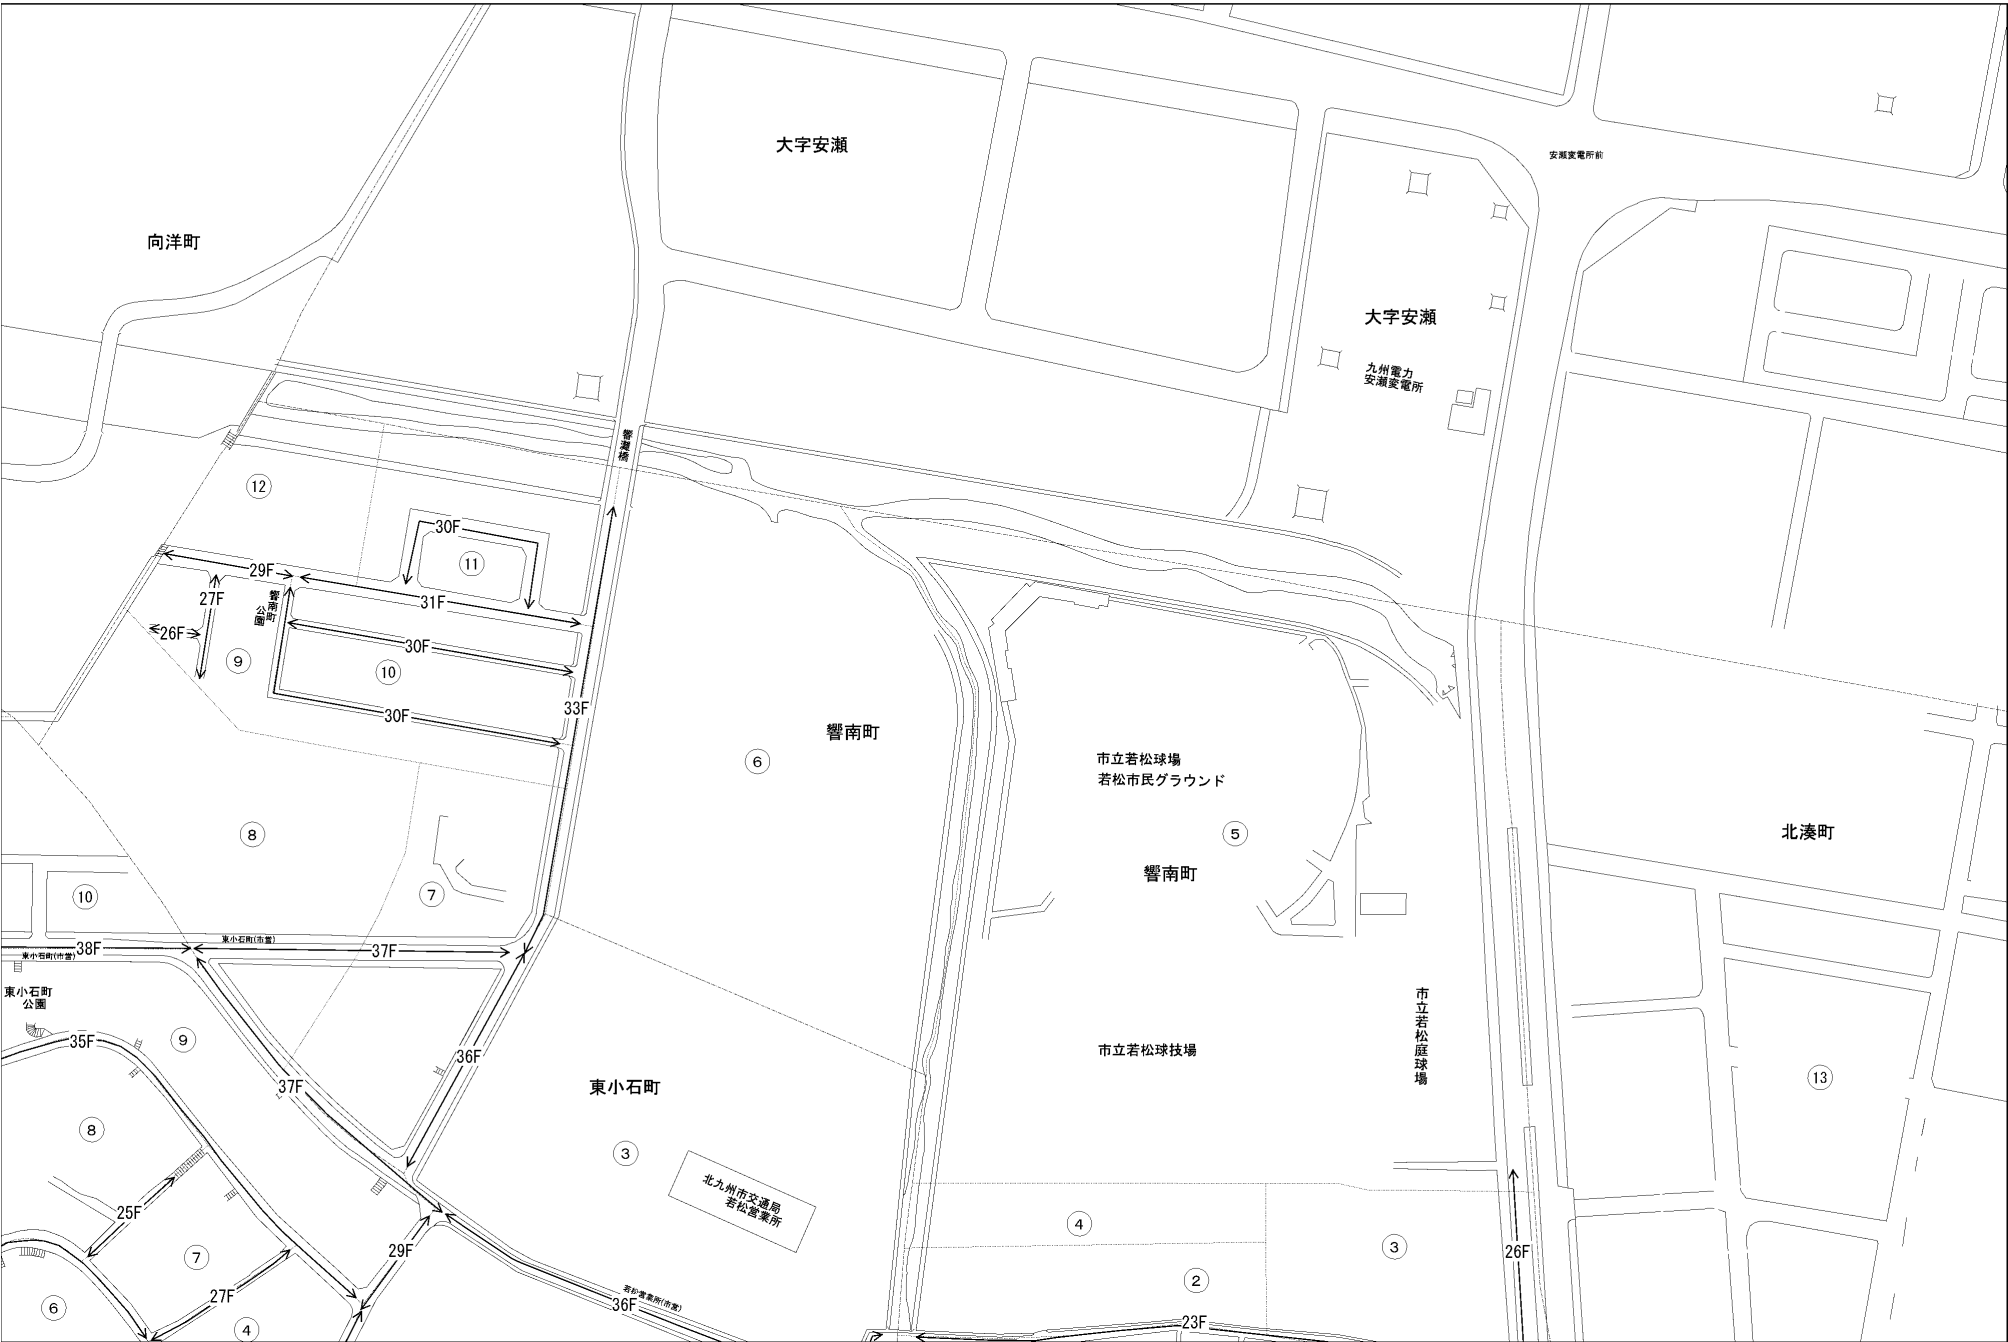 大字安瀬
安瀬変電所前
向洋町
大字安瀬
九州電力
安瀬変電所
響灘橋
12
30F
11
29F
27F
響南町
公園
31F
26F
30F
9
10
30F
33F
響南町
6
市立若松球場
若松市民グラウンド
5
北湊町
8
響南町
7
10
38F
東小石町(市営)
東小石町(市営)
37F
東小石町
公園
市立若松庭球場
9
35F
36F
市立若松球技場
37F
東小石町
13
8
3
北九州市交通局
若松営業所
25F
4
29F
7
3
26F
2
27F
6
若松営業所(市営)
36F
4
23F